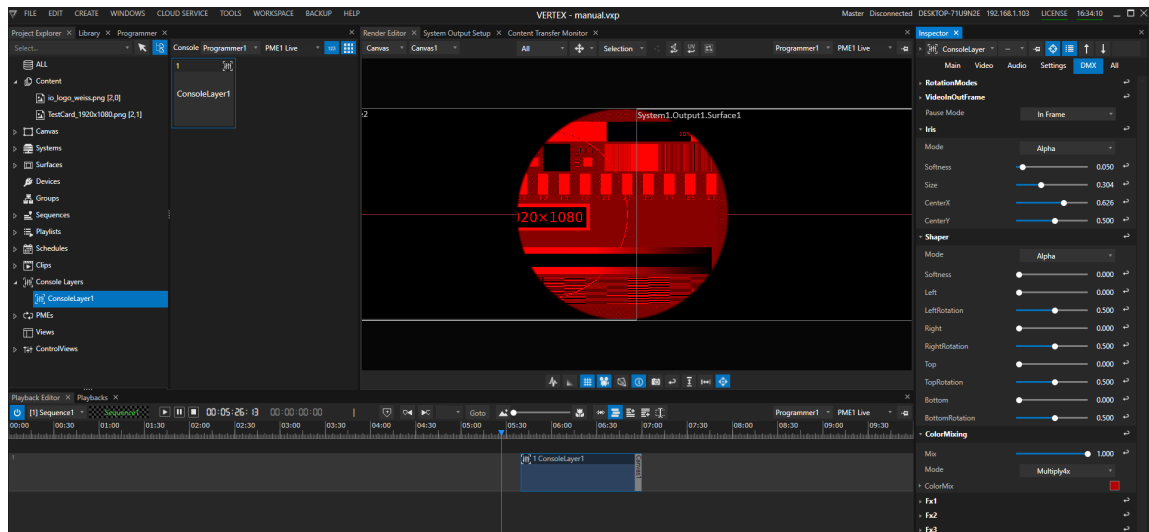 FILE EDIT CREATE WINDOWS CLOUD SERVICE TOOLS WORKSPACE BACKUP HELP VERTEX - manual.vxp Master Disconnected DESKTOP-71U9N2E 192.168.1.103 LICENSE 16:34:10
Project Explorer × Library × Programmer ×
Select...
ALL
Content
io_logo_weiss.png [2,0]
TestCard_1920x1080.png [2,1]
Canvas
Systems
Surfaces
Devices
Groups
Sequences
Playlists
Schedules
Clips
Console Layers
ConsoleLayer1
PMEs
Views
ControlViews
Console Programmer1 PME1 Live 123
1
ConsoleLayer1
Render Editor × System Output Setup × Content Transfer Monitor ×
Canvas Canvas1 All Selection UV Programmer1 PME1 Live
2
System1.Output1.Surface1
20%
20×1080
Inspector ×
ConsoleLayer
Main Video Audio Settings DMX All
RotationModes
VideoInOutFrame
Pause Mode In Frame
Iris
Mode Alpha
Softness 0.050
Size 0.304
CenterX 0.626
CenterY 0.500
Shaper
Mode Alpha
Softness 0.000
Left 0.000
LeftRotation 0.500
Right 0.000
RightRotation 0.500
Top 0.000
TopRotation 0.500
Bottom 0.000
BottomRotation 0.500
ColorMixing
Mix 1.000
Mode Multiply4x
ColorMix
Fx1
Fx2
Fx3
Playback Editor × Playbacks ×
[1] Sequence1 Sequence1 00:05:26:13 00:00:00:00 Goto Programmer1 PME1 Live
00:00 00:30 01:00 01:30 02:00 02:30 03:00 03:30 04:00 04:30 05:00 05:30 06:00 06:30 07:00 07:30 08:00 08:30 09:00 09:30
1
1 ConsoleLayer1
Canvas1